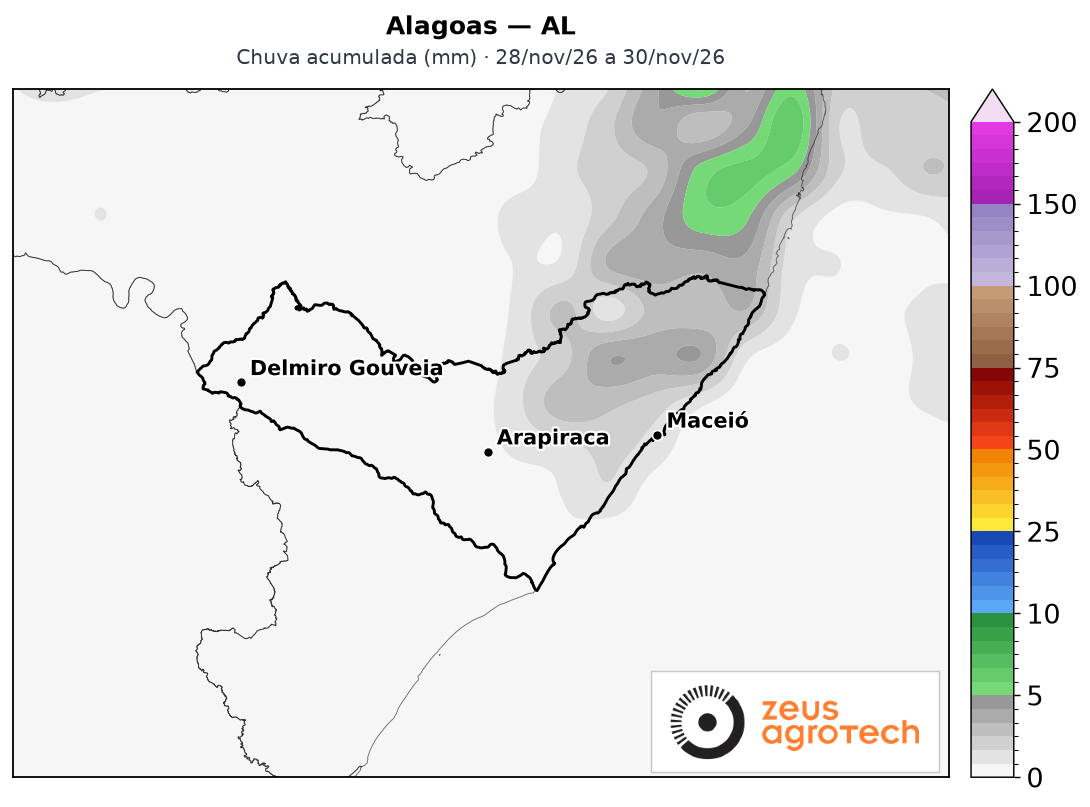 Alagoas — AL
Chuva acumulada (mm) · 28/nov/26 a 30/nov/26
Delmiro Gouveia
Arapiraca
Maceió
200
150
100
75
50
25
10
5
0
zeus
agrotech